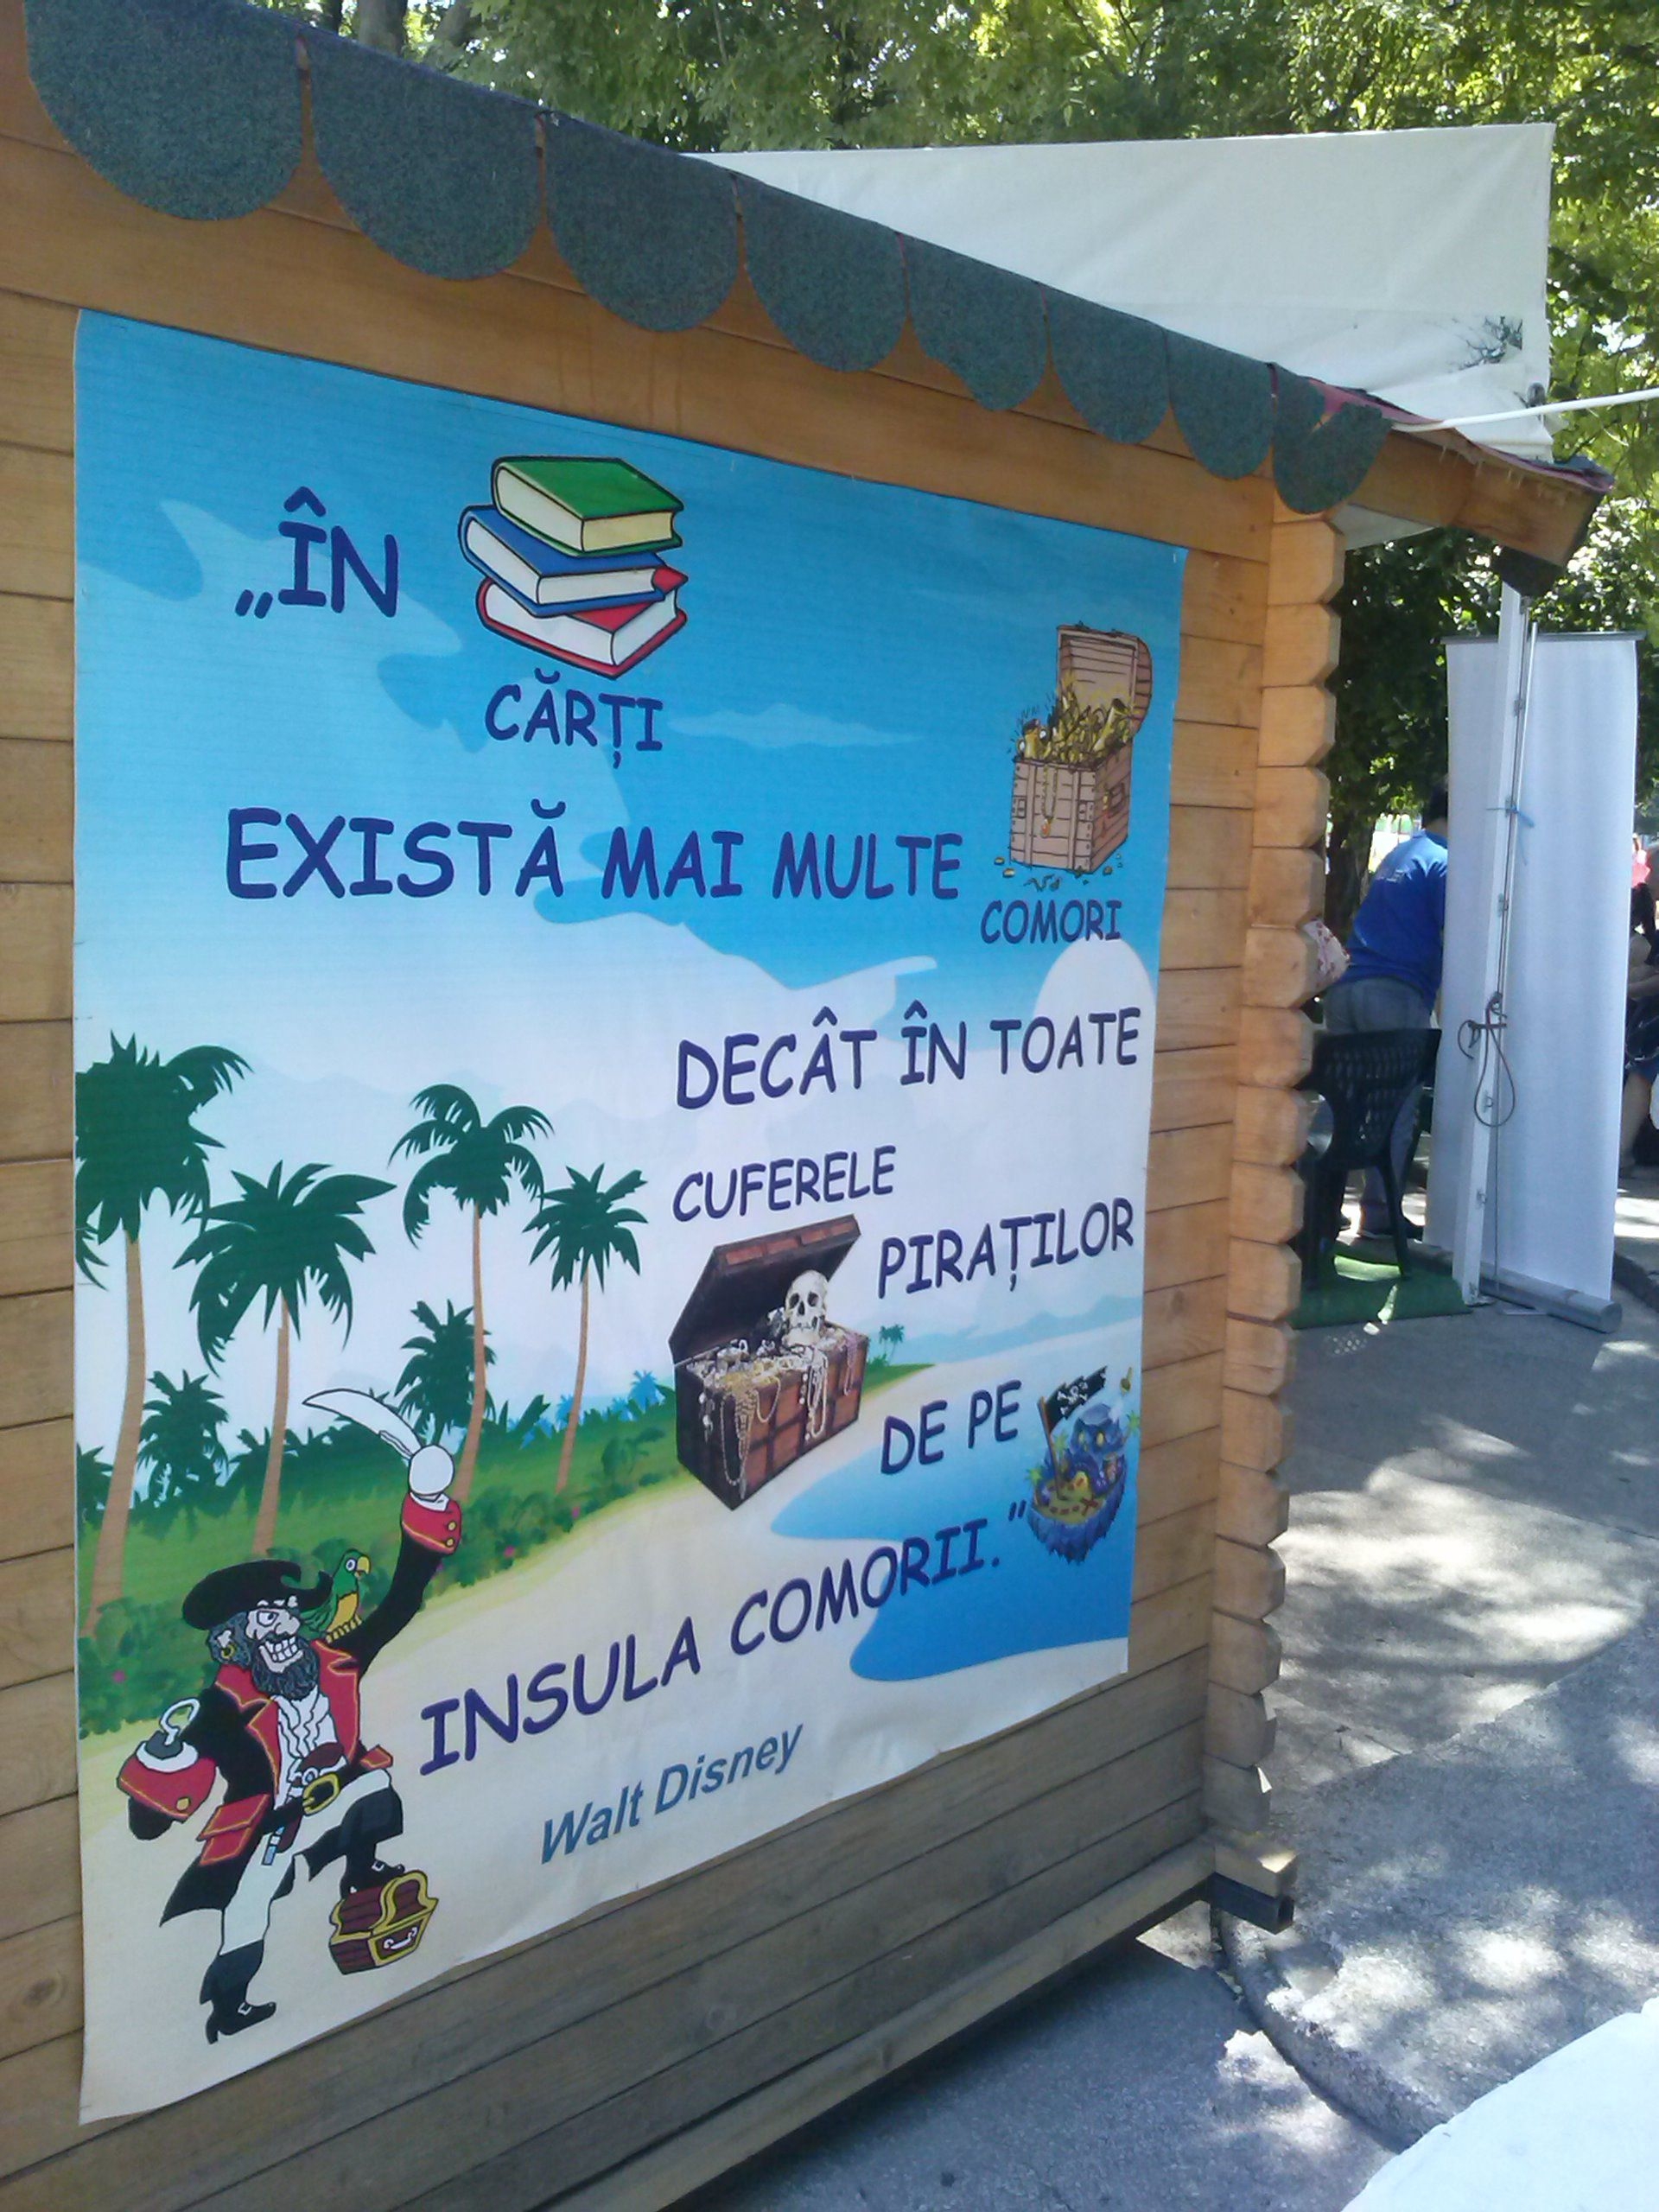 „ÎN
CĂRȚI
EXISTĂ MAI MULTE
COMORI
DECÂT ÎN TOATE
CUFERELE
PIRAȚILOR
DE PE
INSULA COMORII.”
Walt Disney